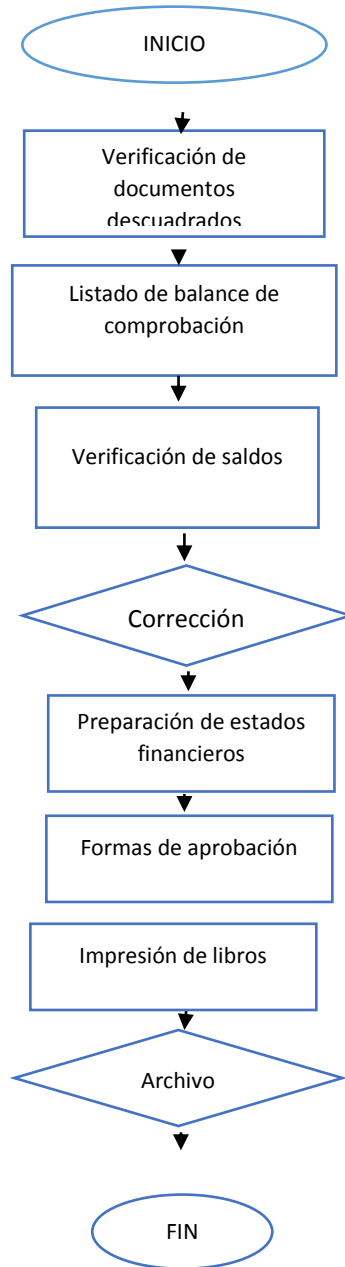 INICIO
Verificación de
documentos
descuadrados
Listado de balance de
comprobación
Verificación de saldos
Corrección
Preparación de estados
financieros
Formas de aprobación
Impresión de libros
Archivo
FIN